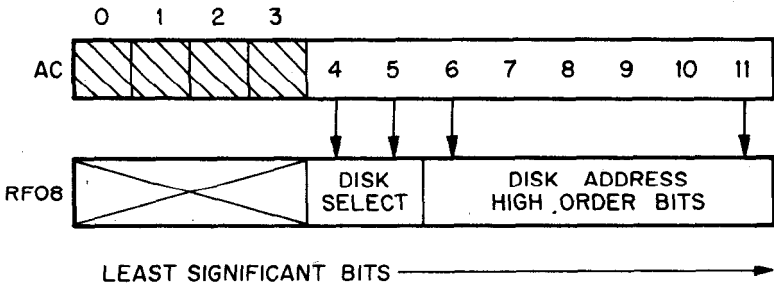 0 1 2 3
AC 4 5 6 7 8 9 10 11
RF08 DISK SELECT DISK ADDRESS HIGH ORDER BITS
LEAST SIGNIFICANT BITS